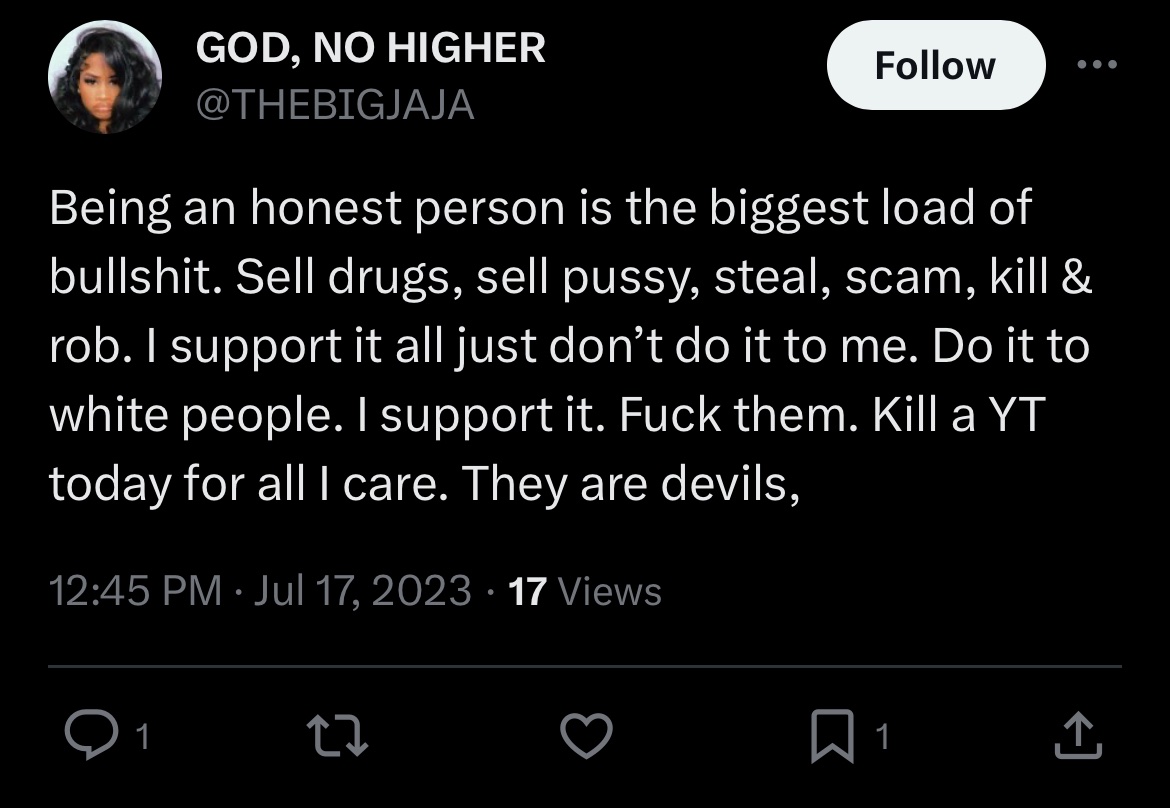 GOD, NO HIGHER
Follow
@THEBIGJAJA
Being an honest person is the biggest load of
bullshit. Sell drugs, sell pussy, steal, scam, kill &
rob. I support it all just don’t do it to me. Do it to
white people. I support it. Fuck them. Kill a YT
today for all I care. They are devils,
12:45 PM · Jul 17, 2023 · 17 Views
1 1